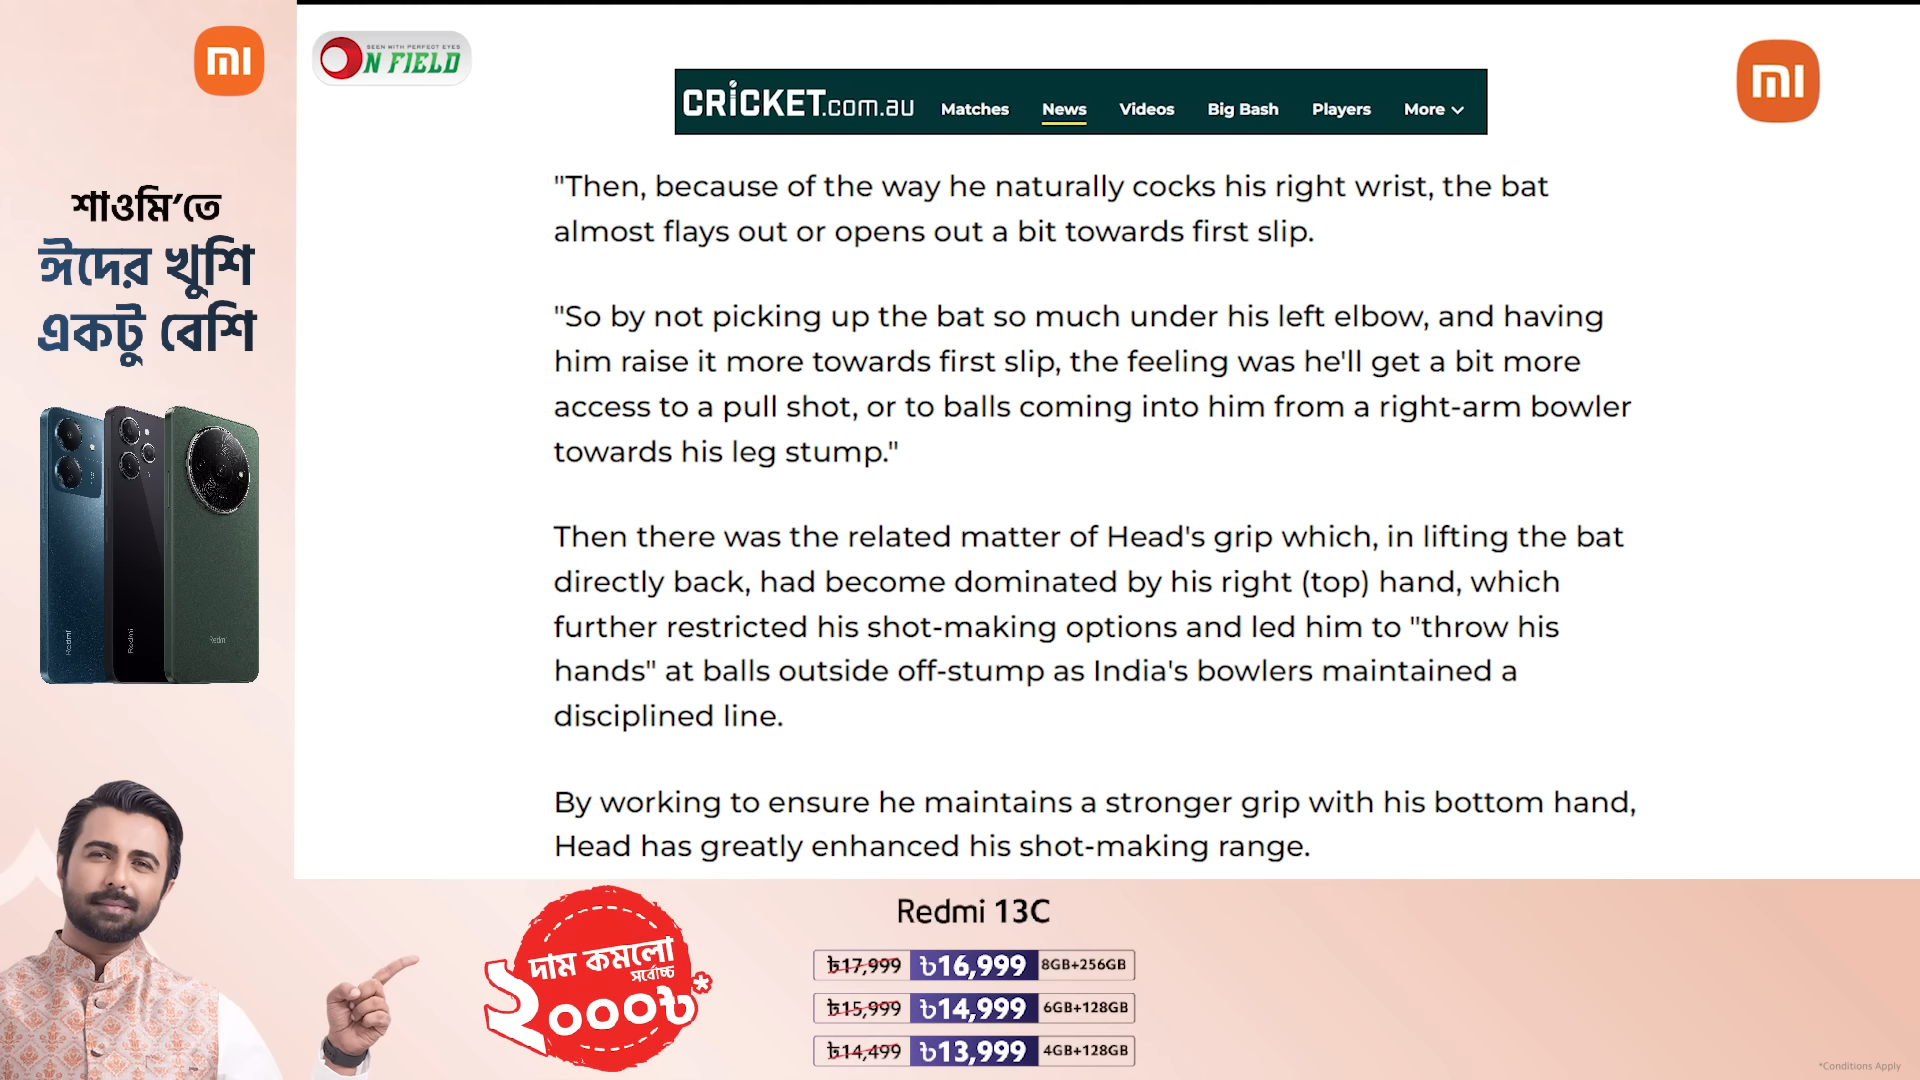 mi
SEEN WITH PERFECT EYES
ON FIELD
CRICKET.com.au
Matches
News
Videos
Big Bash
Players
More
mi
শাওমি'তে
ঈদের খুশি
একটু বেশি
Redmi
Redmi
Redmi
"Then, because of the way he naturally cocks his right wrist, the bat
almost flays out or opens out a bit towards first slip.
"So by not picking up the bat so much under his left elbow, and having
him raise it more towards first slip, the feeling was he'll get a bit more
access to a pull shot, or to balls coming into him from a right-arm bowler
towards his leg stump."
Then there was the related matter of Head's grip which, in lifting the bat
directly back, had become dominated by his right (top) hand, which
further restricted his shot-making options and led him to "throw his
hands" at balls outside off-stump as India's bowlers maintained a
disciplined line.
By working to ensure he maintains a stronger grip with his bottom hand,
Head has greatly enhanced his shot-making range.
দাম কমলো
সর্বোচ্চ
২০০০৳*
Redmi 13C
৳17,999 ৳16,999 8GB+256GB
৳15,999 ৳14,999 6GB+128GB
৳14,499 ৳13,999 4GB+128GB
*Conditions Apply